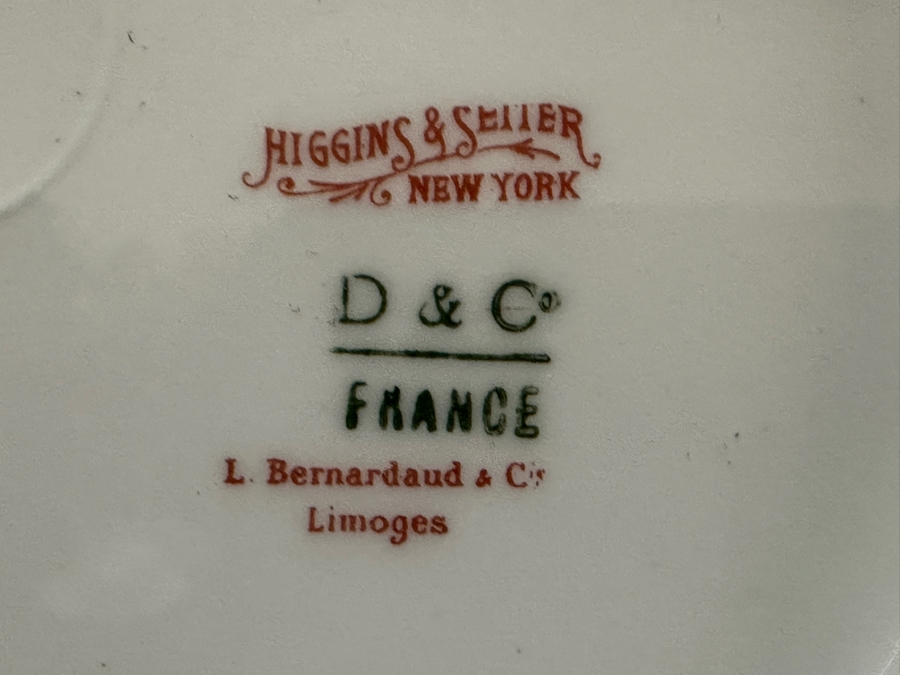 HIGGINS & SEITER
NEW YORK
D & Co
FRANCE
L. Bernardaud & Cie
Limoges